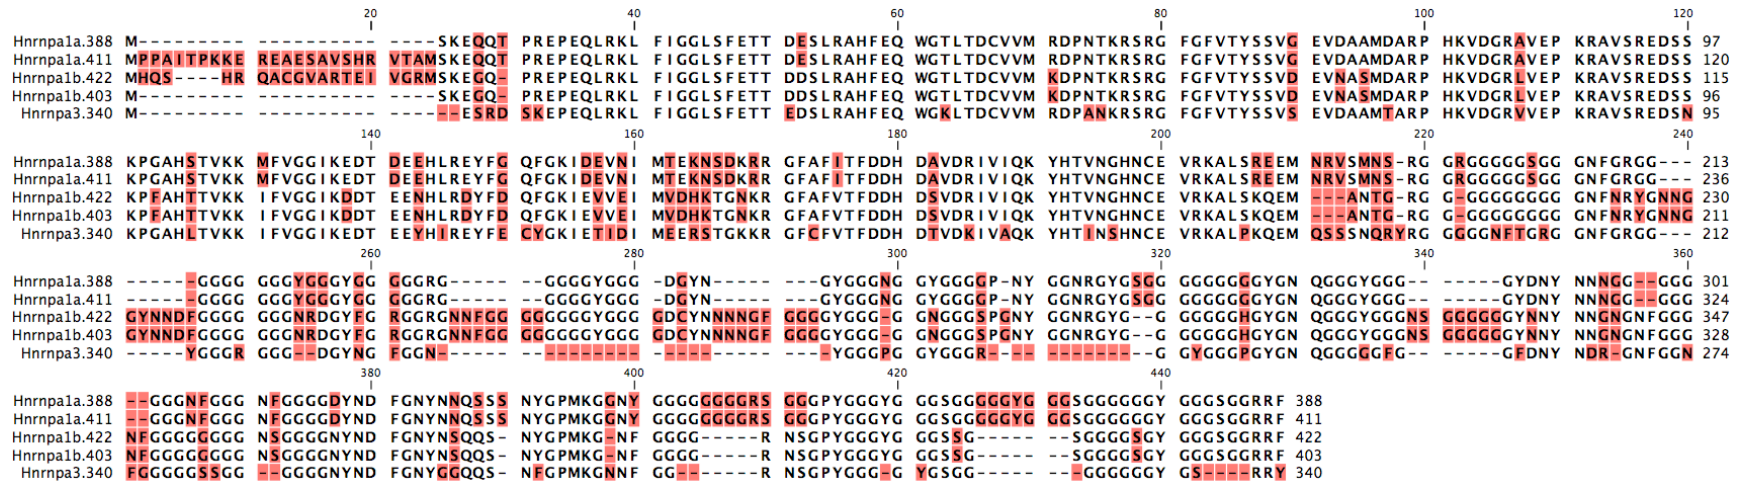 20 40 60 80 100 120
Hnrnpa1a.388 M--------- ---------- ----SKEQQT PREPEQLRKL FIGGLSFETT DESLRAHFEQ WGTLTDCVVM RDPNTKRSRG FGFVTYSSVG EVDAAMDARP HKVDGRAVEP KRAVSREDSS 97
Hnrnpa1a.411 MPPAITPKKE REAESAVSHR VTAMSKEQQT PREPEQLRKL FIGGLSFETT DESLRAHFEQ WGTLTDCVVM RDPNTKRSRG FGFVTYSSVG EVDAAMDARP HKVDGRAVEP KRAVSREDSS 120
Hnrnpa1b.422 MHQS----HR QACGVARTEI VGRMSKEGQ- PREPEQLRKL FIGGLSFETT DDSLRAHFEQ WGTLTDCVVM KDPNTKRSRG FGFVTYSSVD EVNASMDARP HKVDGRLVEP KRAVSREDSS 115
Hnrnpa1b.403 M--------- ---------- ----SKEGQ- PREPEQLRKL FIGGLSFETT DDSLRAHFEQ WGTLTDCVVM KDPNTKRSRG FGFVTYSSVD EVNASMDARP HKVDGRLVEP KRAVSREDSS 96
Hnrnpa3.340 M--------- ---------- ------ESRD SKEPEQLRKL FIGGLSFETT EDSLRAHFEQ WGKLTDCVVM RDPANKRSRG FGFVTYSSVS EVDAAMTARP HKVDGRVVEP KRAVSREDSN 95
140 160 180 200 220 240
Hnrnpa1a.388 KPGAHSTVKK MFVGGIKEDT DEEHLREYFG QFGKIDEVNI MTEKNSDKRR GFAFITFDDH DAVDRIVIQK YHTVNGHNCE VRKALSREEM NRVSMNS-RG GRGGGGGSGG GNFGRGG--- 213
Hnrnpa1a.411 KPGAHSTVKK MFVGGIKEDT DEEHLREYFG QFGKIDEVNI MTEKNSDKRR GFAFITFDDH DAVDRIVIQK YHTVNGHNCE VRKALSREEM NRVSMNS-RG GRGGGGGSGG GNFGRGG--- 236
Hnrnpa1b.422 KPFAHTTVKK IFVGGIKDDT EENHLRDYFD QFGKIEVVEI MVDHKTGNKR GFAFVTFDDH DSVDRIVIQK YHTVNGHNCE VRKALSKQEM ---ANTG-RG G-GGGGGGGG GNFNRYGNNG 230
Hnrnpa1b.403 KPFAHTTVKK IFVGGIKDDT EENHLRDYFD QFGKIEVVEI MVDHKTGNKR GFAFVTFDDH DSVDRIVIQK YHTVNGHNCE VRKALSKQEM ---ANTG-RG G-GGGGGGGG GNFNRYGNNG 211
Hnrnpa3.340 KPGAHLTVKK IFVGGIKEDT EEYHIREYFE CYGKIETIDI MEERSTGKKR GFCFVTFDDH DTVDKIVAQK YHTINSHNCE VRKALPKQEM QSSSNQRYRG GGGGNFTGRG GNFGRGG--- 212
260 280 300 320 340 360
Hnrnpa1a.388 ------GGGG GGGYGGGYGG GGGRG----- --GGGGYGGG -DGYN----- ---GYGGGNG GYGGGGP-NY GGNRGYGSGG GGGGGGGYGN QGGGYGGG-- -----GYDNY NNNGG--GGG 301
Hnrnpa1a.411 ------GGGG GGGYGGGYGG GGGRG----- --GGGGYGGG -DGYN----- ---GYGGGNG GYGGGGP-NY GGNRGYGSGG GGGGGGGYGN QGGGYGGG-- -----GYDNY NNNGG--GGG 324
Hnrnpa1b.422 GYNNDFGGGG GGGNRDGYFG RGGRGNNFGG GGGGGGYGGG GDCYNNNNGF GGGGYGGG-G GNGGGSPGNY GGNRGYG--G GGGGGHGYGN QGGGYGGGNS GGGGGGYNNY NNGNGNFGGG 347
Hnrnpa1b.403 GYNNDFGGGG GGGNRDGYFG RGGRGNNFGG GGGGGGYGGG GDCYNNNNGF GGGGYGGG-G GNGGGSPGNY GGNRGYG--G GGGGGHGYGN QGGGYGGGNS GGGGGGYNNY NNGNGNFGGG 328
Hnrnpa3.340 -----YGGGR GGG--DGYNG FGGN------ ---------- ---------- ----YGGGPG GYGGGR---- ---------G GYGGGPGYGN QGGGGGFG-- -----GFDNY NDR-GNFGGN 274
380 400 420 440
Hnrnpa1a.388 --GGGNFGGG NFGGGGDYND FGNYNNQSSS NYGPMKGGNY GGGGGGGGRS GGGPYGGGYG GGSGGGGGYG GGSGGGGGGY GGGSGGRRF 388
Hnrnpa1a.411 --GGGNFGGG NFGGGGDYND FGNYNNQSSS NYGPMKGGNY GGGGGGGGRS GGGPYGGGYG GGSGGGGGYG GGSGGGGGGY GGGSGGRRF 411
Hnrnpa1b.422 NFGGGGGGGG NSGGGGNYND FGNYNSQQS- NYGPMKG-NF GGGG-----R NSGPYGGGYG GGSSG----- --SGGGGSGY GGGSGGRRF 422
Hnrnpa1b.403 NFGGGGGGGG NSGGGGNYND FGNYNSQQS- NYGPMKG-NF GGGG-----R NSGPYGGGYG GGSSG----- --SGGGGSGY GGGSGGRRF 403
Hnrnpa3.340 FGGGGGSSGG --GGGGNYND FGNYGGQQS- NFGPMKGNNF GG-------R NSGPYGGG-G YGSGG----- ---GGGGGGY GS----RRY 340